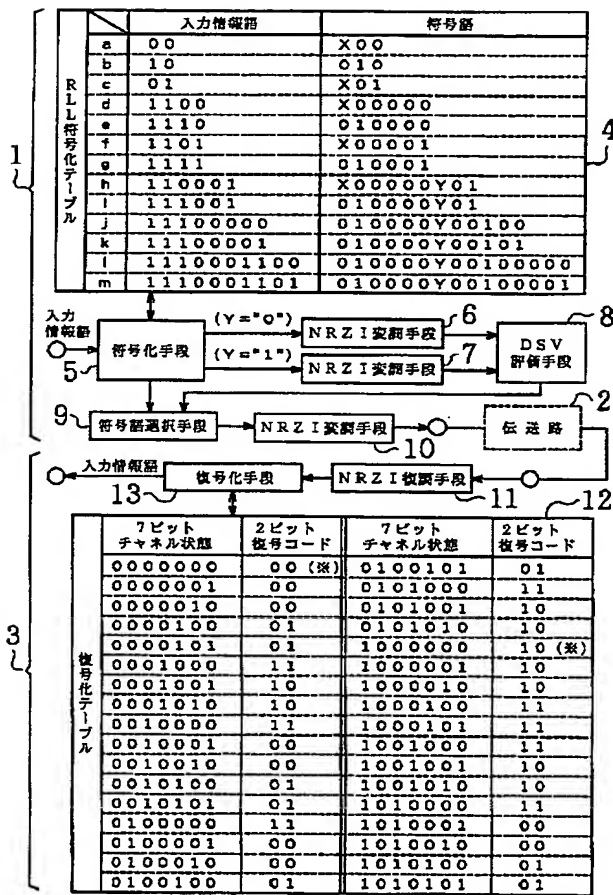 入力情報語 符号語
RLL符号化テーブル
a 00 X00
b 10 010
c 01 X01
d 1100 X00000
e 1110 010000
f 1101 X00001
g 1111 010001
h 110001 X00000Y01
i 111001 010000Y01
j 11100000 010000Y00100
k 11100001 010000Y00101
l 1110001100 010000Y00100000
m 1110001101 010000Y00100001
1
4
入力
情報語
符号化手段
5
(Y="0")
(Y="1")
NRZI変調手段
6
NRZI変調手段
7
DSV
評価手段
8
符号語選択手段
9
NRZI変調手段
10
伝送路
2
入力情報語
復号化手段
13
NRZI復調手段
11
12
3
復号化テーブル
7ビット 2ビット 7ビット 2ビット
チャネル状態 復号コード チャネル状態 復号コード
0000000 00 (※) 0100101 01
0000001 00 0101000 11
0000010 00 0101001 10
0000100 01 0101010 10
0000101 01 1000000 10 (※)
0001000 11 1000001 10
0001001 10 1000010 10
0001010 10 1000100 11
0010000 11 1000101 11
0010001 00 1001000 11
0010010 00 1001001 10
0010100 01 1001010 10
0010101 01 1010000 11
0100000 11 1010001 00
0100001 00 1010010 00
0100010 00 1010100 01
0100100 01 1010101 01